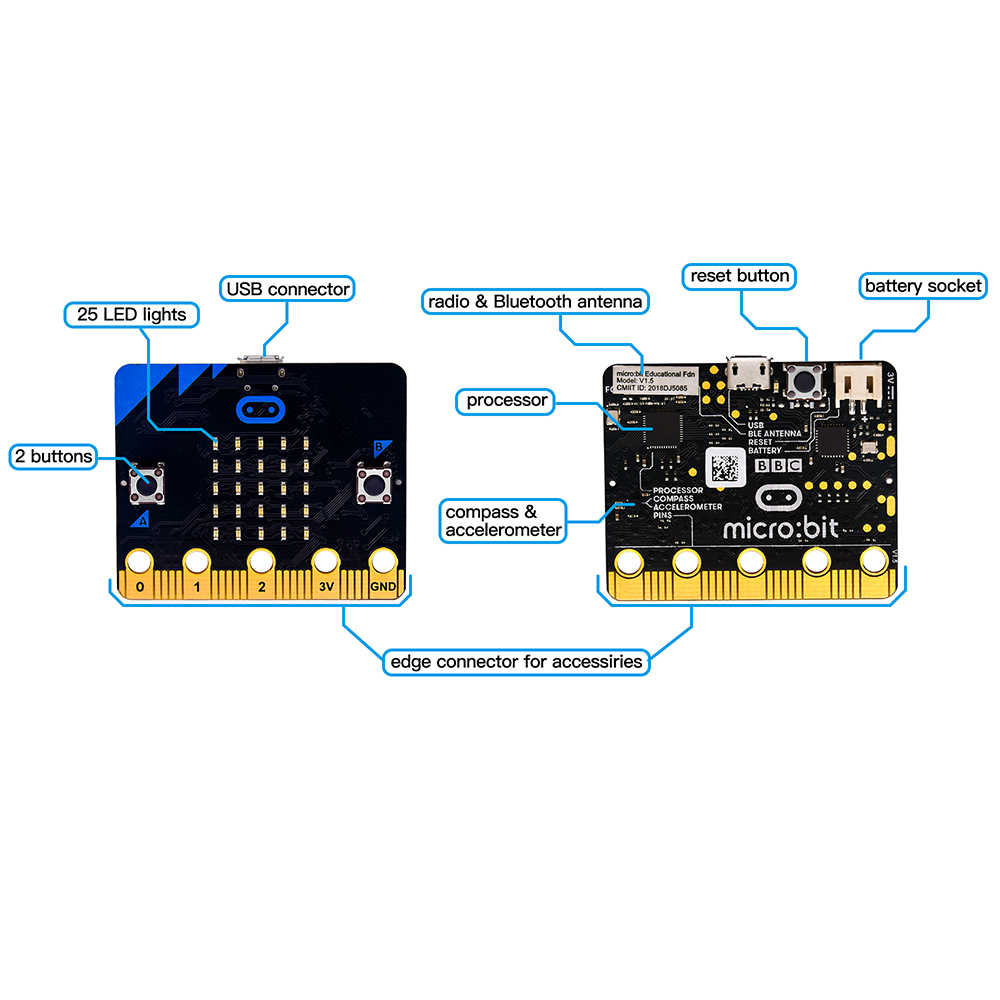 USB connector
25 LED lights
2 buttons
A
B
0 1 2 3V GND
radio & Bluetooth antenna
reset button
battery socket
processor
compass &
accelerometer
edge connector for accessiries
micro:bit Educational Fdn
Model: V1.5
CMIIT ID: 2018DJ5085
3V
USB
BLE ANTENNA
RESET
BATTERY
BBC
PROCESSOR
COMPASS
ACCELEROMETER
PINS
micro:bit
V1.5